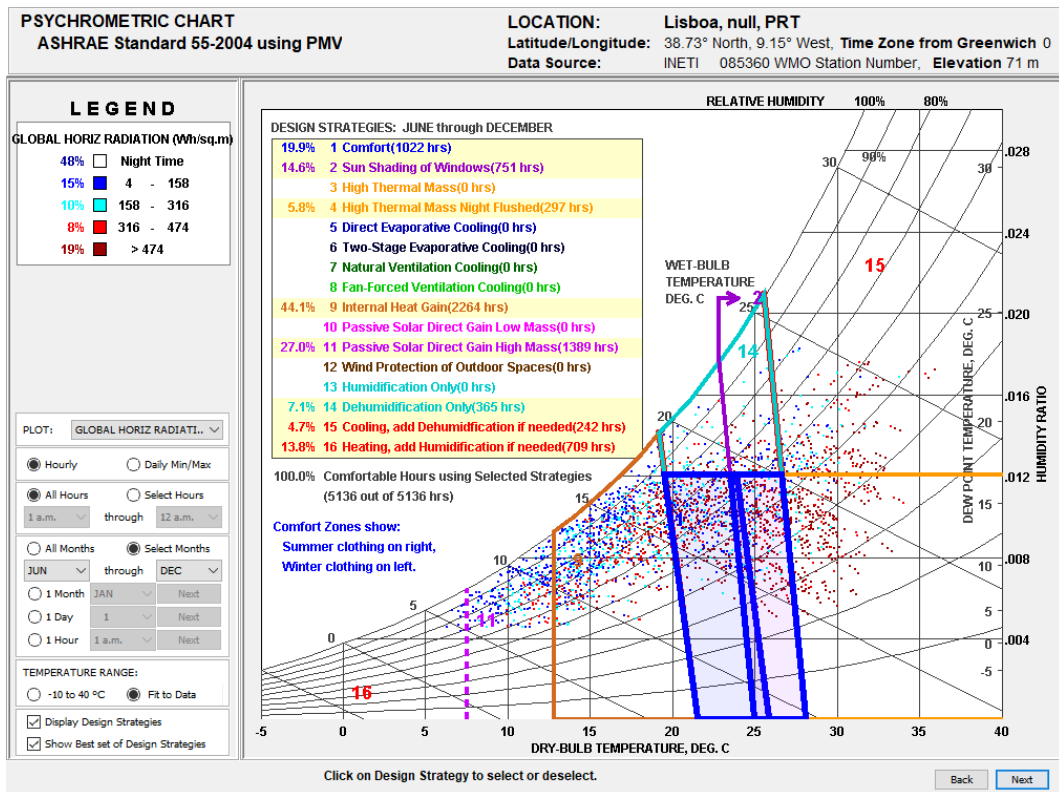 PSYCHROMETRIC CHART
ASHRAE Standard 55-2004 using PMV
LOCATION: Lisboa, null, PRT
Latitude/Longitude: 38.73° North, 9.15° West, Time Zone from Greenwich 0
Data Source: INETI 085360 WMO Station Number, Elevation 71 m
LEGEND
GLOBAL HORIZ RADIATION (Wh/sq.m)
48% Night Time
15% 4 - 158
10% 158 - 316
8% 316 - 474
19% > 474
PLOT: GLOBAL HORIZ RADIATI..
Hourly Daily Min/Max
All Hours Select Hours
1 a.m. through 12 a.m.
All Months Select Months
JUN through DEC
1 Month JAN Next
1 Day 1 Next
1 Hour 1 a.m. Next
TEMPERATURE RANGE:
-10 to 40 °C Fit to Data
Display Design Strategies
Show Best set of Design Strategies
RELATIVE HUMIDITY 100% 80%
90%
DESIGN STRATEGIES: JUNE through DECEMBER
19.9% 1 Comfort(1022 hrs)
14.6% 2 Sun Shading of Windows(751 hrs)
3 High Thermal Mass(0 hrs)
5.8% 4 High Thermal Mass Night Flushed(297 hrs)
5 Direct Evaporative Cooling(0 hrs)
6 Two-Stage Evaporative Cooling(0 hrs)
7 Natural Ventilation Cooling(0 hrs)
8 Fan-Forced Ventilation Cooling(0 hrs)
44.1% 9 Internal Heat Gain(2264 hrs)
10 Passive Solar Direct Gain Low Mass(0 hrs)
27.0% 11 Passive Solar Direct Gain High Mass(1389 hrs)
12 Wind Protection of Outdoor Spaces(0 hrs)
13 Humidification Only(0 hrs)
7.1% 14 Dehumidification Only(365 hrs)
4.7% 15 Cooling, add Dehumidfication if needed(242 hrs)
13.8% 16 Heating, add Humidification if needed(709 hrs)
100.0% Comfortable Hours using Selected Strategies
(5136 out of 5136 hrs)
Comfort Zones show:
Summer clothing on right,
Winter clothing on left.
WET-BULB
TEMPERATURE
DEG. C
0
5
10
15
20
25
30
1
2
9
11
14
15
16
30
25
20
15
10
5
0
-5
DEW POINT TEMPERATURE, DEG. C
.028
.024
.020
.016
.012
.008
.004
HUMIDITY RATIO
-5 0 5 10 15 20 25 30 35 40
DRY-BULB TEMPERATURE, DEG. C
Click on Design Strategy to select or deselect.
Back Next